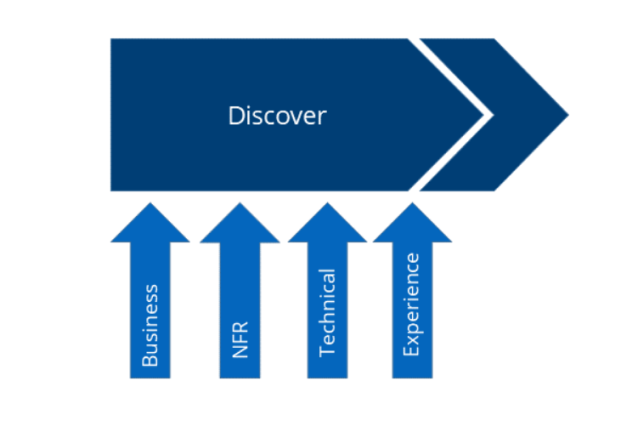 Discover
Business
NFR
Technical
Experience